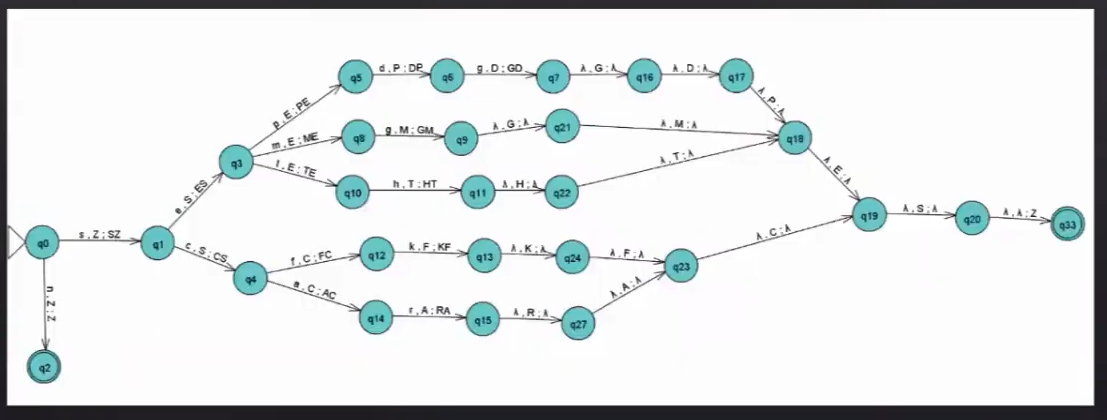 q5
d , P ; DP
q6
g , D ; GD
q7
λ , G ; λ
q16
λ , D ; λ
q17
p , E ; PE
λ , P ; λ
m , E ; ME
q8
g , M ; GM
q9
λ , G ; λ
q21
λ , M ; λ
q18
q3
t , E ; TE
q10
h , T ; HT
q11
λ , H ; λ
q22
λ , T ; λ
λ , E ; λ
e , S ; ES
q0
s , Z ; SZ
q1
q19
λ , S ; λ
q20
λ , λ ; Z
q33
c , S ; CS
q4
f , C ; FC
q12
k , F ; KF
q13
λ , K ; λ
q24
λ , F ; λ
q23
λ , C ; λ
a , C ; AC
q14
r , A ; RA
q15
λ , R ; λ
q27
λ , A ; λ
n , Z ; Z
q2